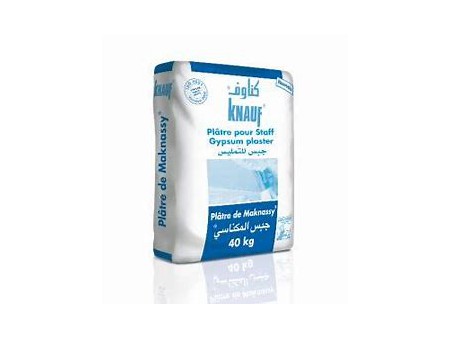 كناوف®
KNAUF®
Plâtre pour Staff
Gypsum plaster
جبس للتمليس
Plâtre de Maknassy®
جبس المكناسي®
40 kg
Plâtre de Maknassy®